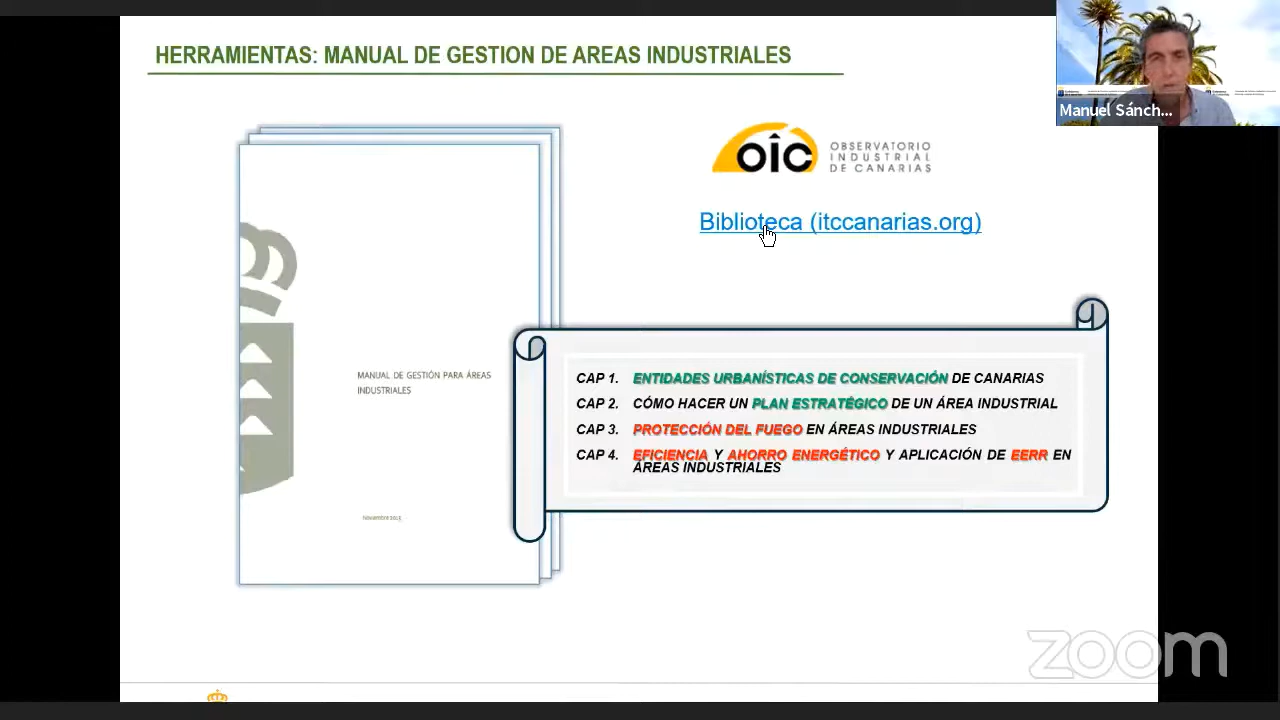 HERRAMIENTAS: MANUAL DE GESTION DE AREAS INDUSTRIALES
Manuel Sánch...
oic
OBSERVATORIO
INDUSTRIAL
DE CANARIAS
Biblioteca (itccanarias.org)
MANUAL DE GESTIÓN PARA ÁREAS
INDUSTRIALES
CAP 1. ENTIDADES URBANÍSTICAS DE CONSERVACIÓN DE CANARIAS
CAP 2. CÓMO HACER UN PLAN ESTRATÉGICO DE UN ÁREA INDUSTRIAL
CAP 3. PROTECCIÓN DEL FUEGO EN ÁREAS INDUSTRIALES
CAP 4. EFICIENCIA Y AHORRO ENERGÉTICO Y APLICACIÓN DE EERR EN
ÁREAS INDUSTRIALES
zoom